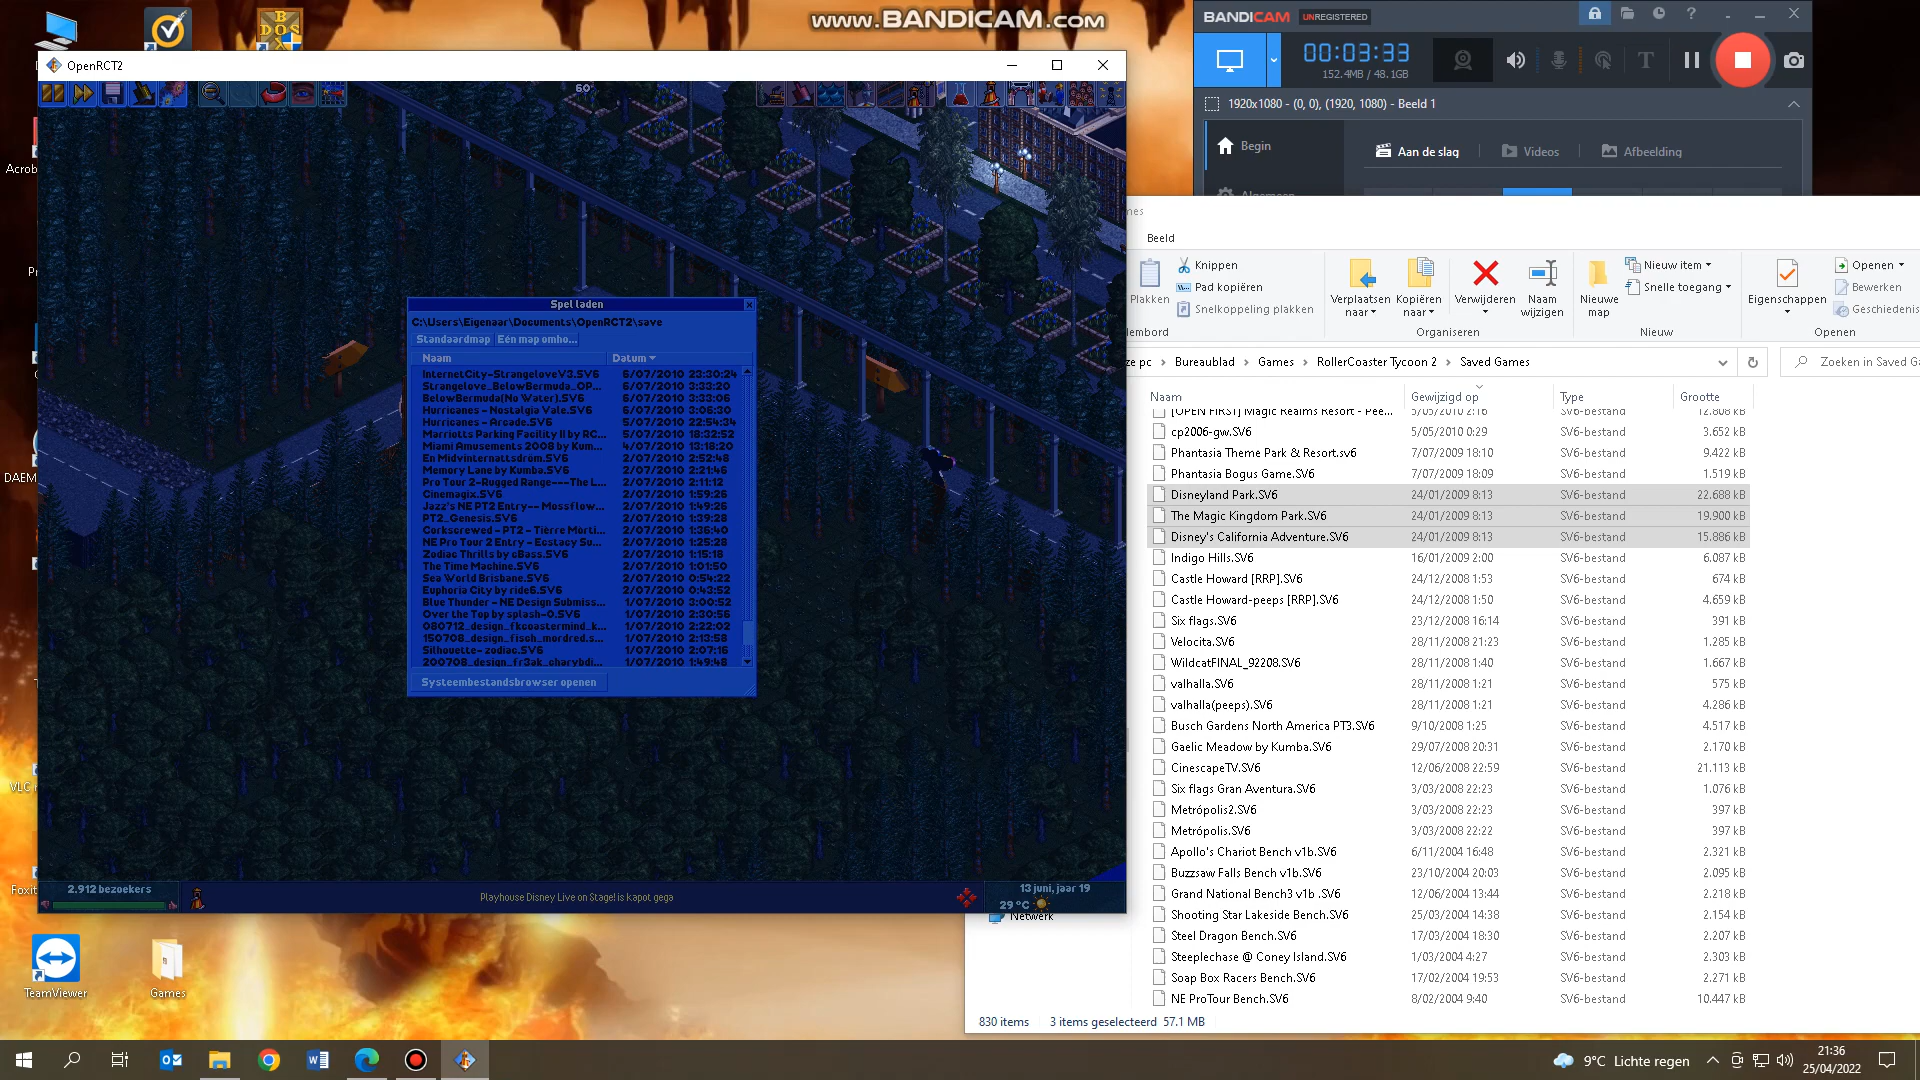 www.BANDICAM.com
BANDICAM UNREGISTERED
00:03:33
152.4MB / 48.1GB
1920x1080 - (0, 0), (1920, 1080) - Beeld 1
Begin
Aan de slag
Videos
Afbeelding
OpenRCT2
60°
Spel laden
C:\Users\Eigenaar\Documents\OpenRCT2\save
Standaardmap Eén map omho...
Naam Datum
InternetCity-StrangeloveV3.SV6 6/07/2010 23:30:24
Strangelove_BelowBermuda_OP... 6/07/2010 3:33:20
BelowBermuda(No Water).SV6 6/07/2010 3:33:06
Hurricanes - Nostalgia Vale.SV6 6/07/2010 3:06:30
Hurricanes - Arcade.SV6 5/07/2010 22:54:34
Marriotts Parking Facility II by RC... 5/07/2010 18:32:52
Miami Amusements 2008 by Kum... 4/07/2010 13:18:20
En Midvinternattsdröm.SV6 2/07/2010 2:52:48
Memory Lane by Kumba.SV6 2/07/2010 2:21:46
Pro Tour 2-Rugged Range---The L... 2/07/2010 2:11:12
Cinemagix.SV6 2/07/2010 1:59:26
Jazz's NE PT2 Entry-- Mossflow... 2/07/2010 1:49:26
PT2_Genesis.SV6 2/07/2010 1:39:28
Corkscrewed - PT2 - Tierre Morti... 2/07/2010 1:36:40
NE Pro Tour 2 Entry - Ecstacy Su... 2/07/2010 1:25:28
Zodiac Thrills by cBass.SV6 2/07/2010 1:15:18
The Time Machine.SV6 2/07/2010 1:01:50
Sea World Brisbane.SV6 2/07/2010 0:54:22
Euphoria City by ride6.SV6 2/07/2010 0:43:52
Blue Thunder - NE Design Submiss... 1/07/2010 3:00:52
Over the Top by splash-0.SV6 1/07/2010 2:30:56
080712_design_fkcoastermind_k... 1/07/2010 2:22:02
150708_design_fisch_mordred.s... 1/07/2010 2:13:58
Silhouette- zodiac.SV6 1/07/2010 2:07:16
200708_design_fr3ak_charybdi... 1/07/2010 1:49:48
Systeembestandsbrowser openen
2.912 bezoekers
Playhouse Disney Live on Stage! is kapot gega
13 juni, jaar 19
29 °C
Beeld
Plakken
Knippen
Pad kopiëren
Snelkoppeling plakken
Verplaatsen naar
Kopiëren naar
Verwijderen
Naam wijzigen
Organiseren
Nieuwe map
Nieuw item
Snelle toegang
Nieuw
Eigenschappen
Openen
Bewerken
Geschiedenis
Openen
Bureaublad > Games > RollerCoaster Tycoon 2 > Saved Games
Zoeken in Saved G
Naam Gewijzigd op Type Grootte
[OPEN FIRST] Magic Realms Resort - Pee... 5/05/2010 2:16 SV6-bestand 12.808 kB
cp2006-gw.SV6 5/05/2010 0:29 SV6-bestand 3.652 kB
Phantasia Theme Park & Resort.sv6 7/07/2009 18:10 SV6-bestand 9.422 kB
Phantasia Bogus Game.SV6 7/07/2009 18:09 SV6-bestand 1.519 kB
Disneyland Park.SV6 24/01/2009 8:13 SV6-bestand 22.688 kB
The Magic Kingdom Park.SV6 24/01/2009 8:13 SV6-bestand 19.900 kB
Disney's California Adventure.SV6 24/01/2009 8:13 SV6-bestand 15.886 kB
Indigo Hills.SV6 16/01/2009 2:00 SV6-bestand 6.087 kB
Castle Howard [RRP].SV6 24/12/2008 1:53 SV6-bestand 674 kB
Castle Howard-peeps [RRP].SV6 24/12/2008 1:50 SV6-bestand 4.659 kB
Six flags.SV6 23/12/2008 16:14 SV6-bestand 391 kB
Velocita.SV6 28/11/2008 21:23 SV6-bestand 1.285 kB
WildcatFINAL_92208.SV6 28/11/2008 1:40 SV6-bestand 1.667 kB
valhalla.SV6 28/11/2008 1:21 SV6-bestand 575 kB
valhalla(peeps).SV6 28/11/2008 1:21 SV6-bestand 4.286 kB
Busch Gardens North America PT3.SV6 9/10/2008 1:25 SV6-bestand 4.517 kB
Gaelic Meadow by Kumba.SV6 29/07/2008 20:31 SV6-bestand 2.170 kB
CinescapeTV.SV6 12/06/2008 22:59 SV6-bestand 21.113 kB
Six flags Gran Aventura.SV6 3/03/2008 22:23 SV6-bestand 1.076 kB
Metrópolis2.SV6 3/03/2008 22:23 SV6-bestand 397 kB
Metrópolis.SV6 3/03/2008 22:22 SV6-bestand 397 kB
Apollo's Chariot Bench v1b.SV6 6/11/2004 16:48 SV6-bestand 2.321 kB
Buzzsaw Falls Bench v1b.SV6 23/10/2004 20:03 SV6-bestand 2.095 kB
Grand National Bench3 v1b .SV6 12/06/2004 13:44 SV6-bestand 2.218 kB
Shooting Star Lakeside Bench.SV6 25/03/2004 14:38 SV6-bestand 2.154 kB
Steel Dragon Bench.SV6 17/03/2004 18:30 SV6-bestand 2.207 kB
Steeplechase @ Coney Island.SV6 1/03/2004 4:27 SV6-bestand 2.303 kB
Soap Box Racers Bench.SV6 17/02/2004 19:53 SV6-bestand 2.271 kB
NE ProTour Bench.SV6 8/02/2004 9:40 SV6-bestand 10.447 kB
Netwerk
830 items 3 items geselecteerd 57.1 MB
TeamViewer
Games
9°C Lichte regen
21:36
25/04/2022